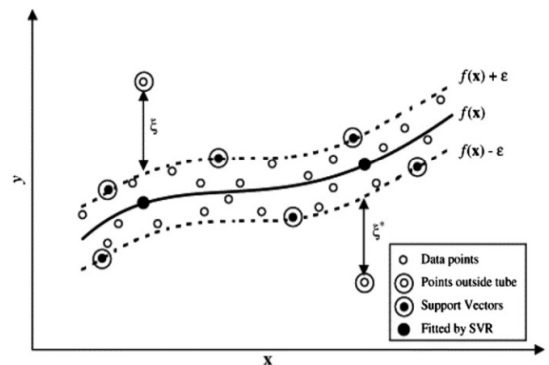 f(x) + ε
f(x)
f(x) - ε
ξ
y
ξ*
Data points
Points outside tube
Support Vectors
Fitted by SVR
x